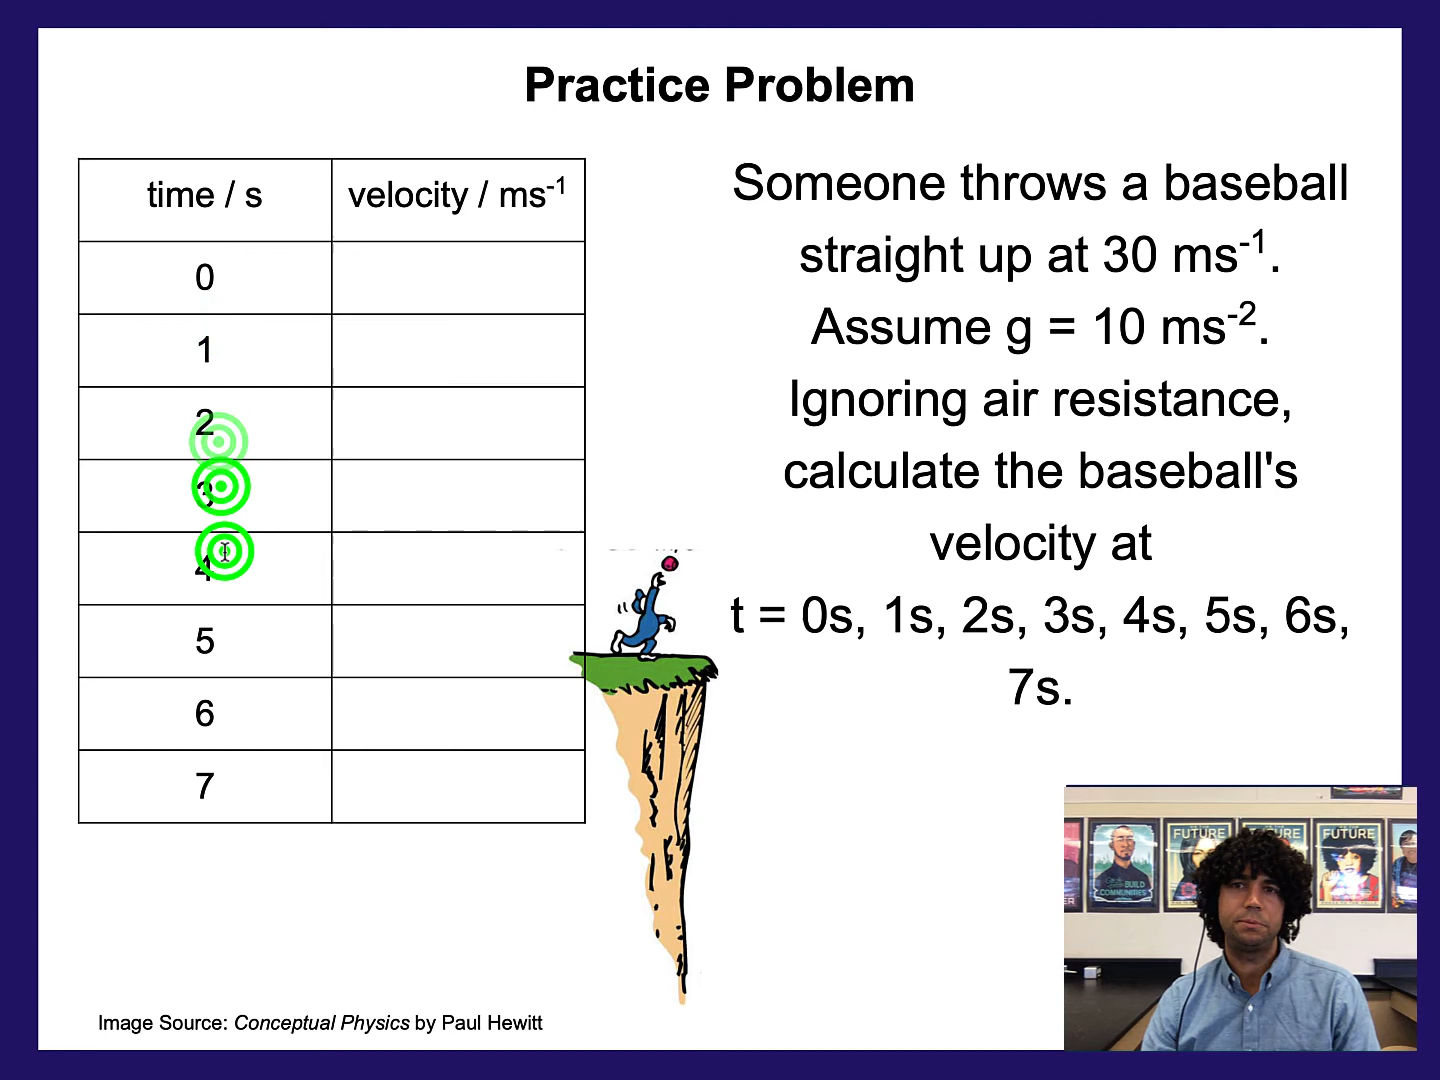 Practice Problem
time / s
velocity / ms⁻¹
0
1
2
3
4
5
6
7
Someone throws a baseball
straight up at 30 ms⁻¹.
Assume g = 10 ms⁻².
Ignoring air resistance,
calculate the baseball's
velocity at
t = 0s, 1s, 2s, 3s, 4s, 5s, 6s,
7s.
BUILD
COMMUNITIES
FUTURE
FUTURE
Image Source: Conceptual Physics by Paul Hewitt